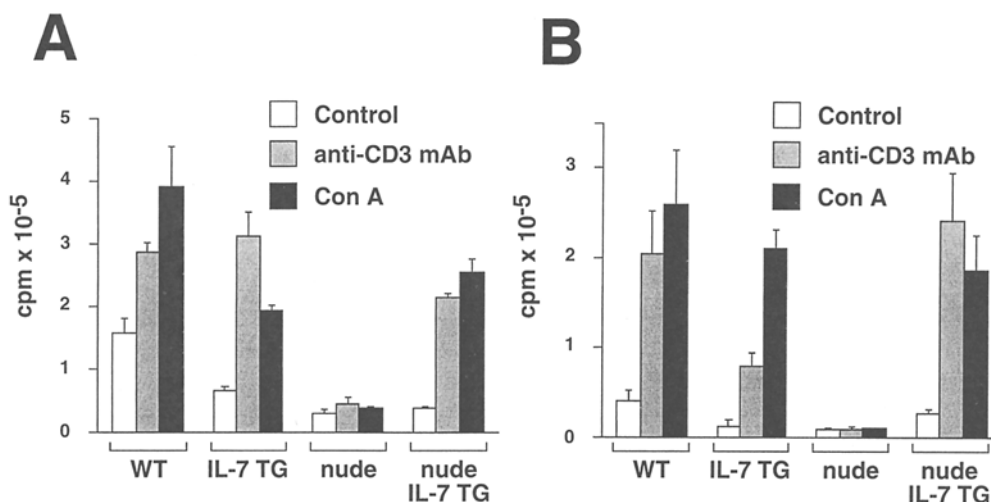 A
cpm x 10-5
5
4
3
2
1
0
Control
anti-CD3 mAb
Con A
WT
IL-7 TG
nude
nude
IL-7 TG
B
cpm x 10-5
3
2
1
0
Control
anti-CD3 mAb
Con A
WT
IL-7 TG
nude
nude
IL-7 TG